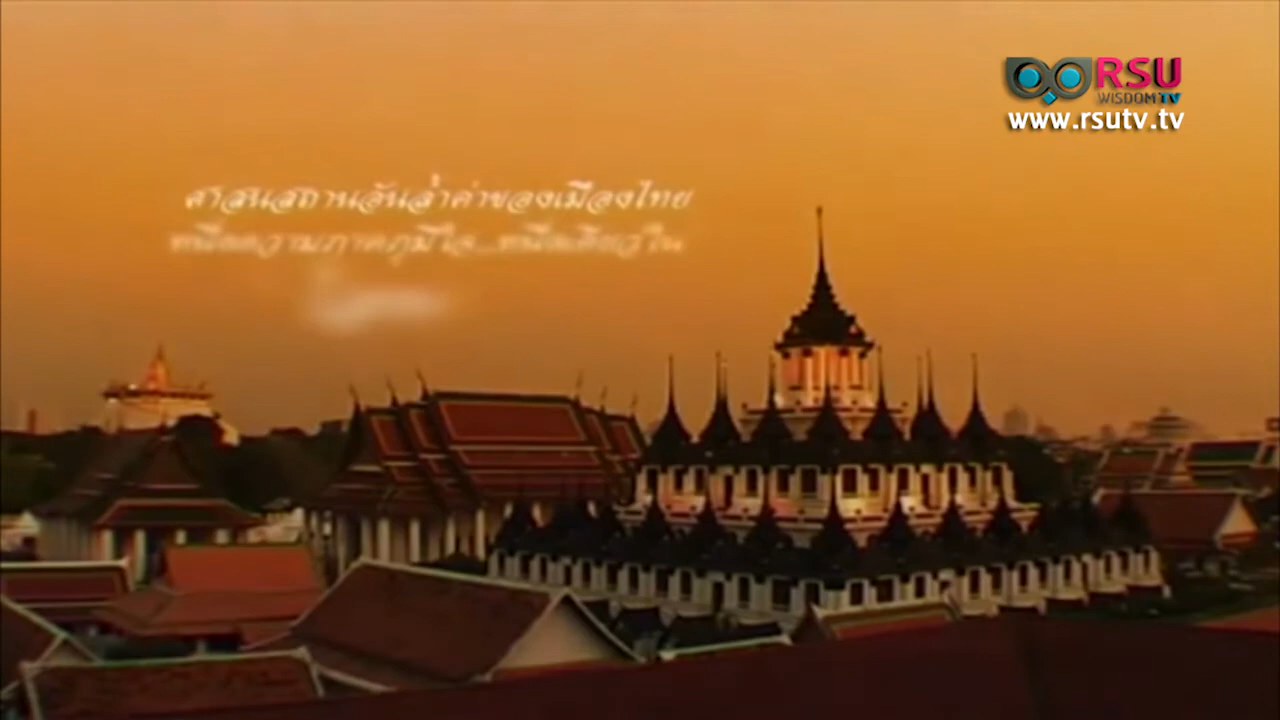 RSU
WISDOM TV
www.rsutv.tv
ศาสนสถานอันล้ำค่าของเมืองไทย
หนึ่งความภาคภูมิใจ...หนึ่งเดียวใน